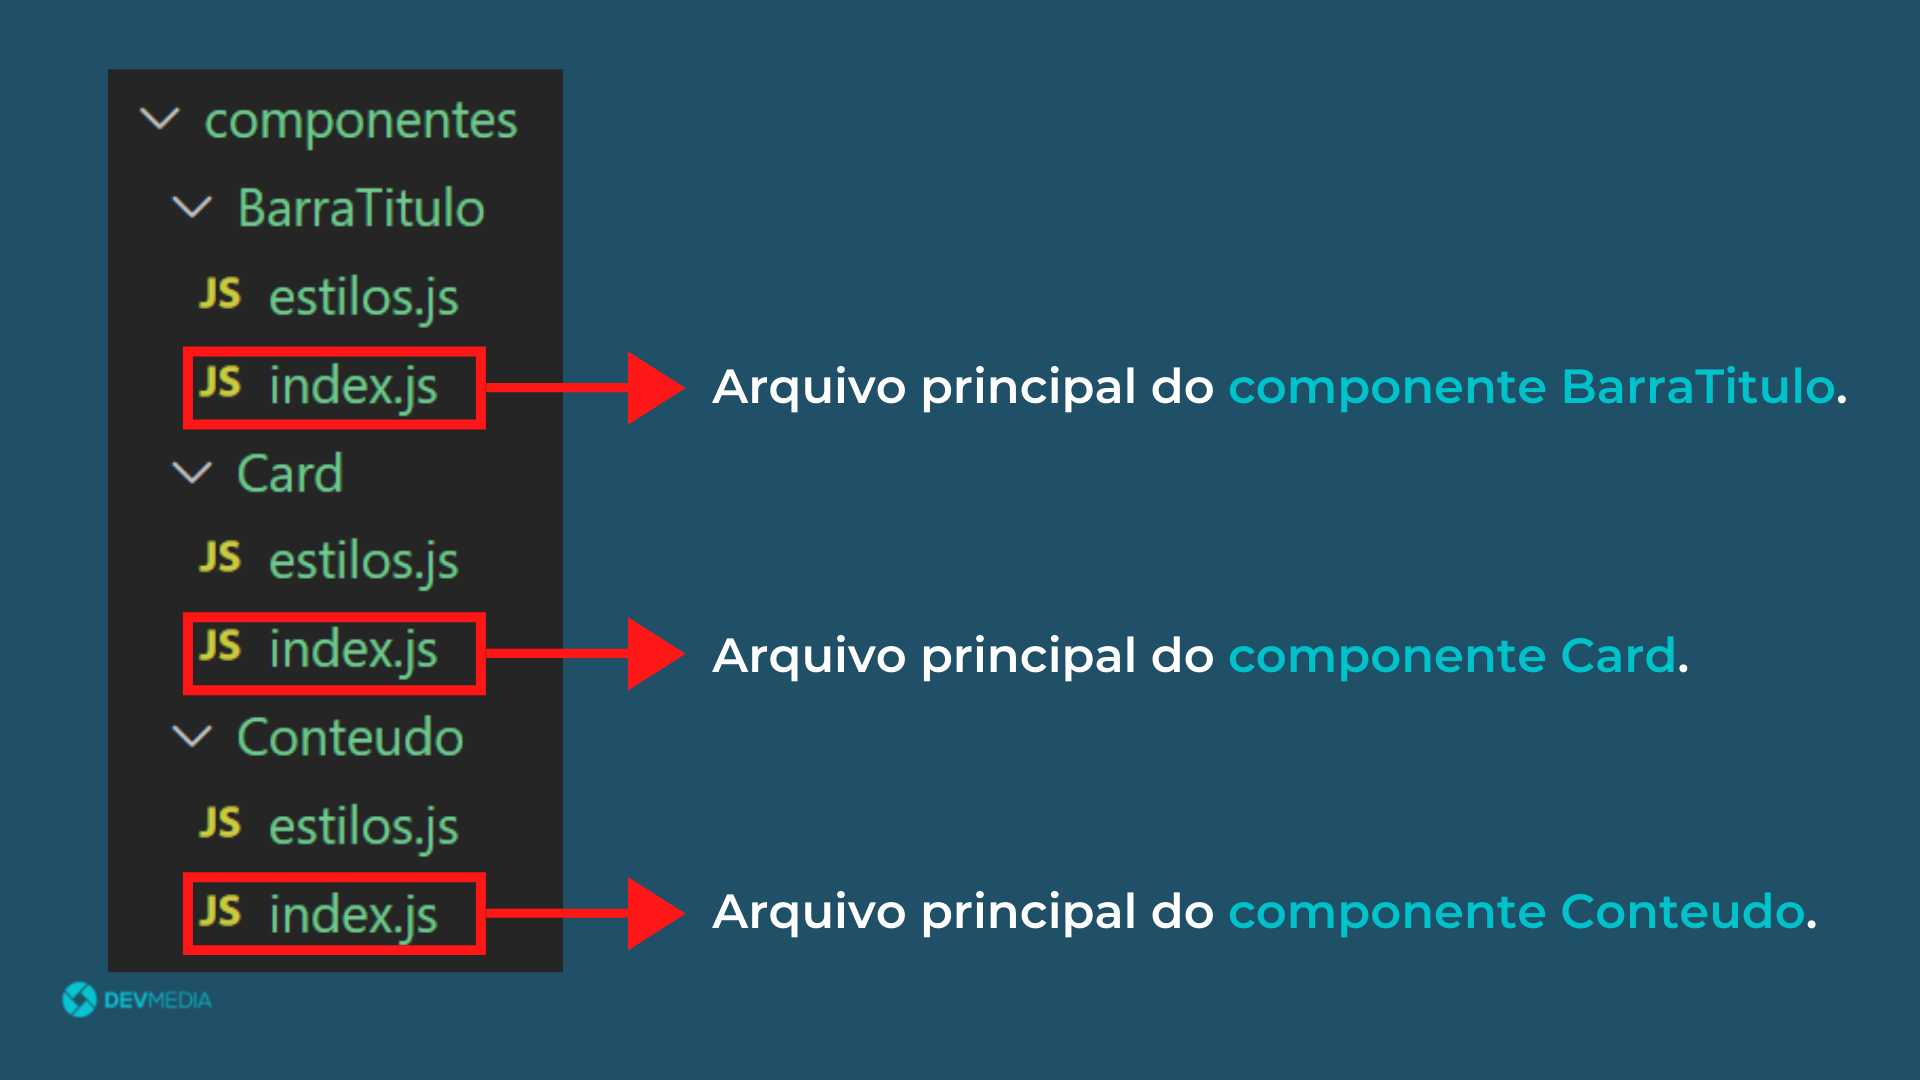 componentes
BarraTitulo
JS estilos.js
JS index.js
Arquivo principal do componente BarraTitulo.
Card
JS estilos.js
JS index.js
Arquivo principal do componente Card.
Conteudo
JS estilos.js
JS index.js
Arquivo principal do componente Conteudo.
DEVMEDIA